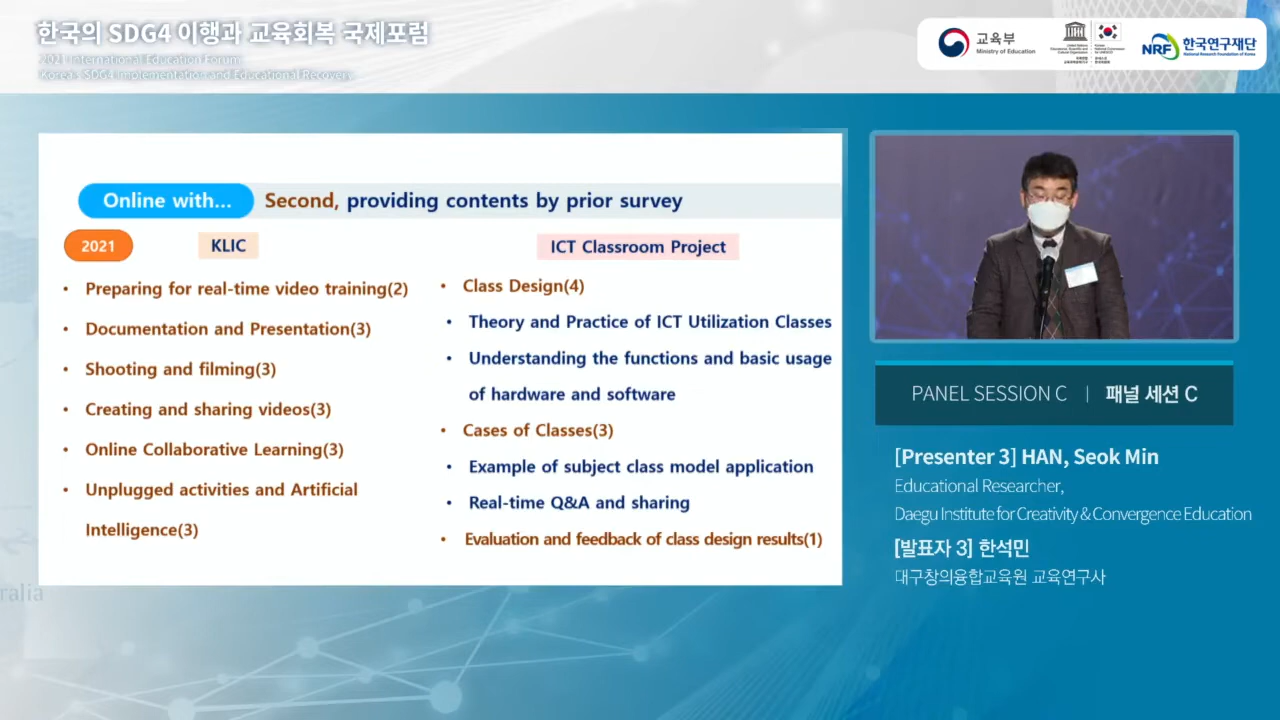 한국의 SDG4 이행과 교육회복 국제포럼
2021 International Education Forum
Korea's SDG4 Implementation and Educational Recovery
교육부
Ministry of Education
NRF 한국연구재단
National Research Foundation of Korea
Online with... Second, providing contents by prior survey
2021 KLIC
• Preparing for real-time video training(2)
• Documentation and Presentation(3)
• Shooting and filming(3)
• Creating and sharing videos(3)
• Online Collaborative Learning(3)
• Unplugged activities and Artificial
Intelligence(3)
ICT Classroom Project
• Class Design(4)
• Theory and Practice of ICT Utilization Classes
• Understanding the functions and basic usage
of hardware and software
• Cases of Classes(3)
• Example of subject class model application
• Real-time Q&A and sharing
• Evaluation and feedback of class design results(1)
PANEL SESSION C | 패널 세션 C
[Presenter 3] HAN, Seok Min
Educational Researcher,
Daegu Institute for Creativity & Convergence Education
[발표자 3] 한석민
대구창의융합교육원 교육연구사
ralia